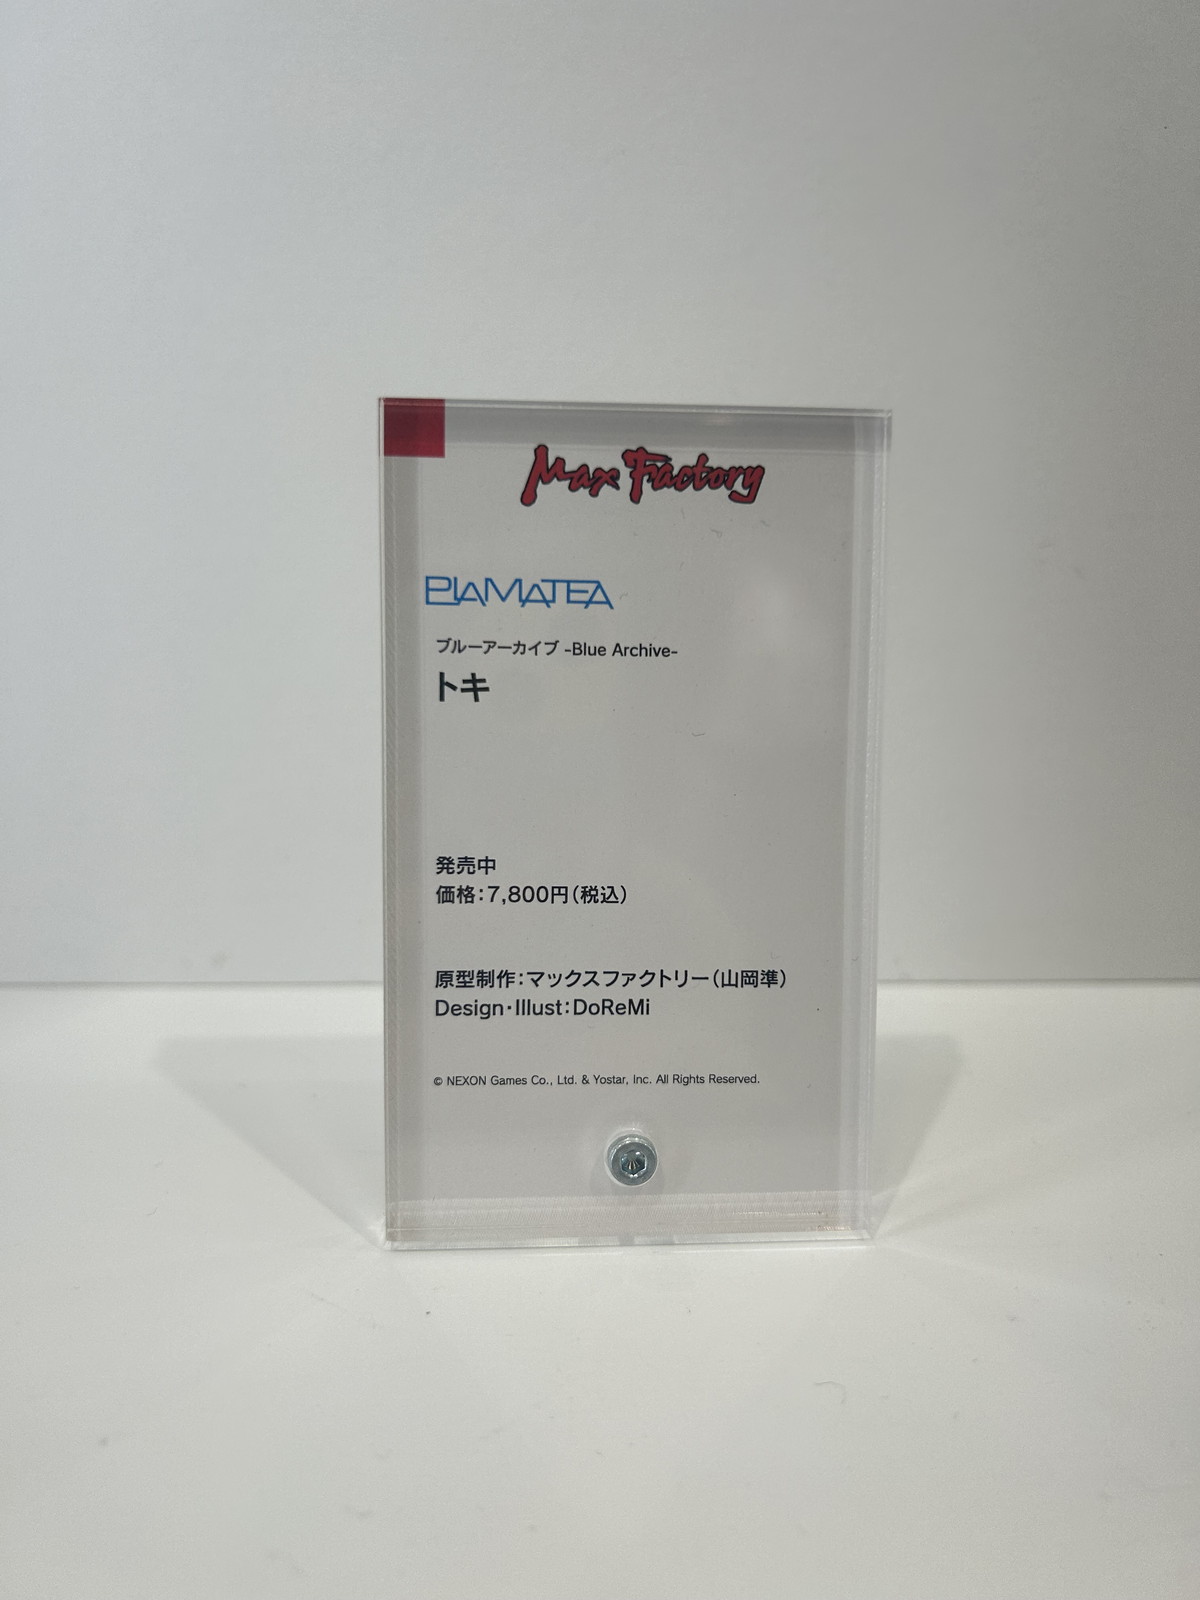 Max Factory
PLAMATEA
ブルーアーカイブ -Blue Archive-
トキ
発売中
価格:7,800円(税込)
原型制作:マックスファクトリー(山岡準)
Design・Illust:DoReMi
© NEXON Games Co., Ltd. & Yostar, Inc. All Rights Reserved.